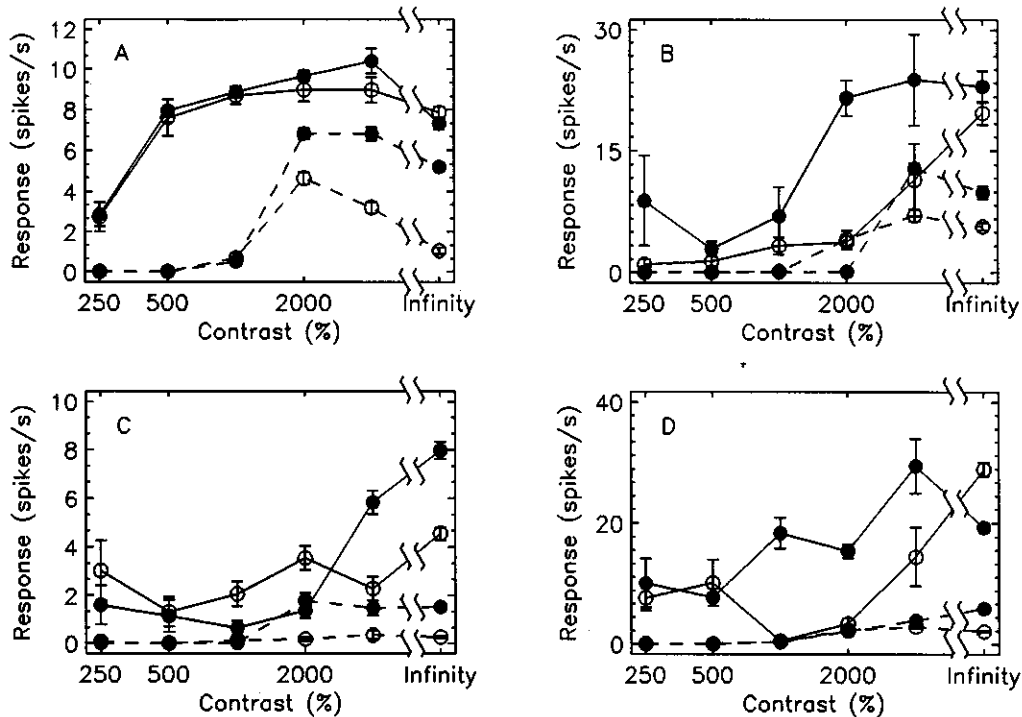 A
Response (spikes/s)
12
10
8
6
4
2
0
250 500 2000 Infinity
Contrast (%)
B
Response (spikes/s)
30
15
0
250 500 2000 Infinity
Contrast (%)
C
Response (spikes/s)
10
8
6
4
2
0
250 500 2000 Infinity
Contrast (%)
D
Response (spikes/s)
40
20
0
250 500 2000 Infinity
Contrast (%)